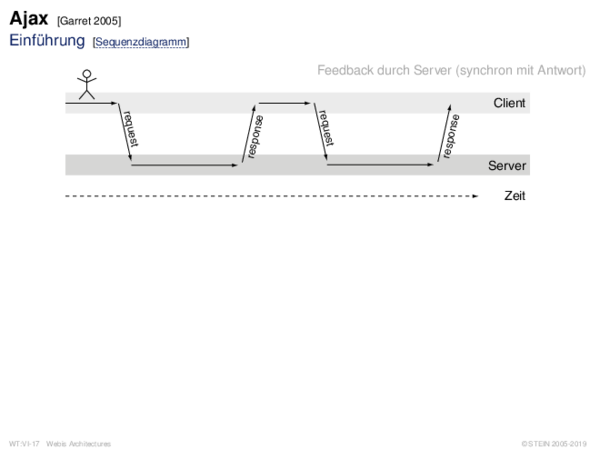 Ajax [Garret 2005]
Einführung [Sequenzdiagramm]
Feedback durch Server (synchron mit Antwort)
Client
request
response
request
response
Server
Zeit
WT:VI-17 Webis Architectures
© STEIN 2005-2019